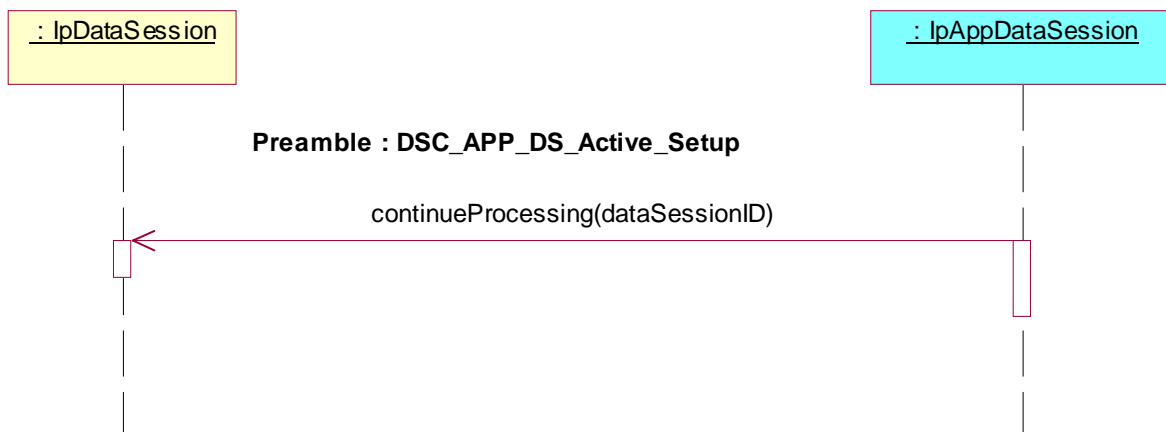 : IpDataSession
: IpAppDataSession
Preamble : DSC_APP_DS_Active_Setup
continueProcessing(dataSessionID)